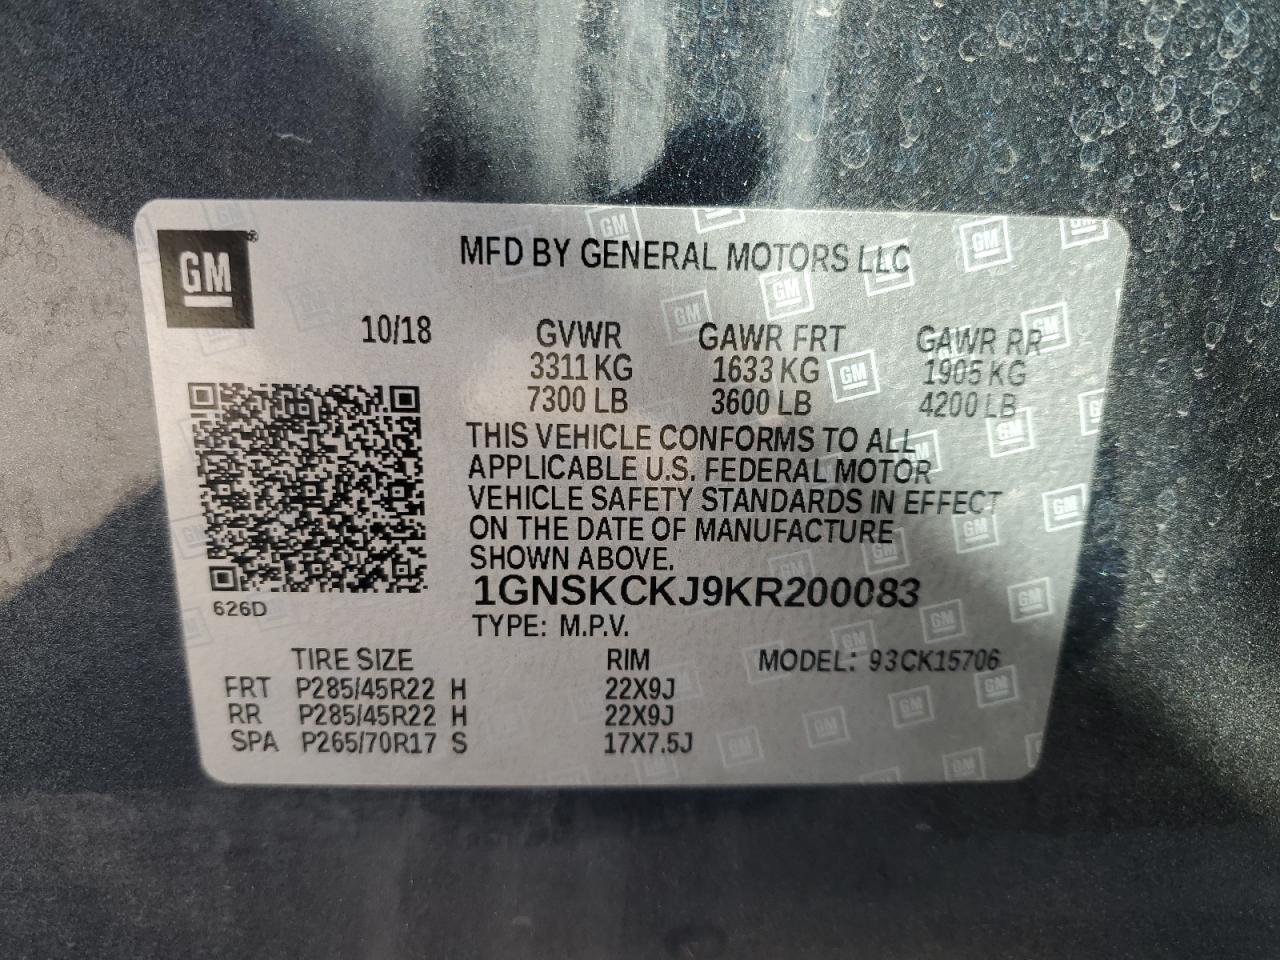 GM
MFD BY GENERAL MOTORS LLC
10/18 GVWR GAWR FRT GAWR RR
3311 KG 1633 KG 1905 KG
7300 LB 3600 LB 4200 LB
THIS VEHICLE CONFORMS TO ALL
APPLICABLE U.S. FEDERAL MOTOR
VEHICLE SAFETY STANDARDS IN EFFECT
ON THE DATE OF MANUFACTURE
SHOWN ABOVE.
1GNSKCKJ9KR200083
626D
TYPE: M.P.V.
TIRE SIZE RIM MODEL: 93CK15706
FRT P285/45R22 H 22X9J
RR P285/45R22 H 22X9J
SPA P265/70R17 S 17X7.5J